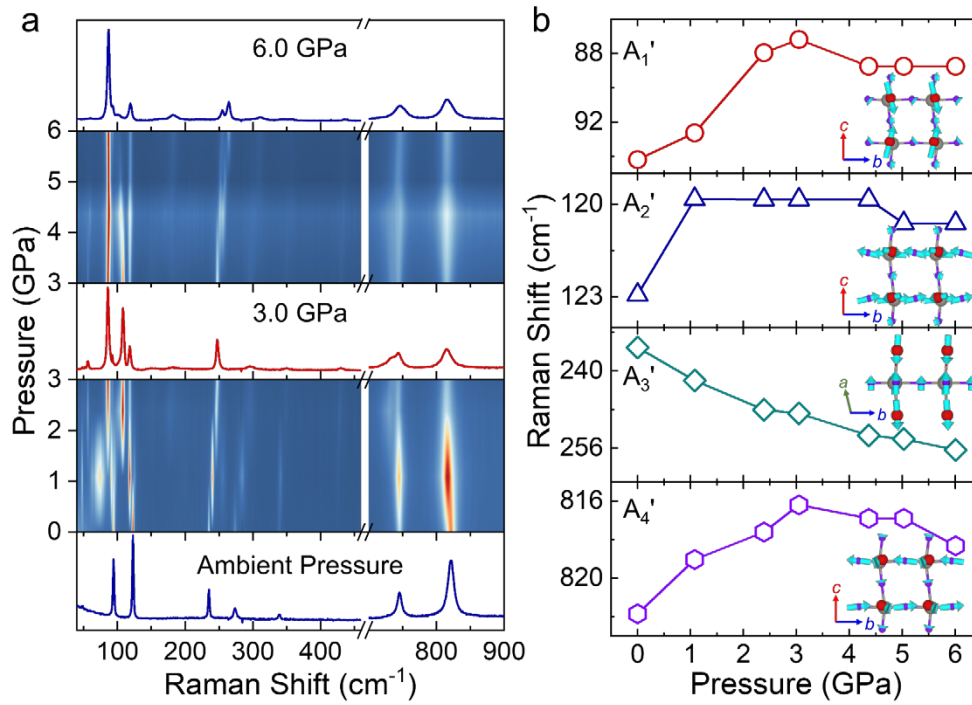 a
6.0 GPa
6
5
4
3
3.0 GPa
3
2
1
0
Ambient Pressure
Pressure (GPa)
100 200 300 400 800 900
Raman Shift (cm⁻¹)
b
A₁'
88
92
c
b
A₂'
120
123
c
b
A₃'
240
256
a
b
A₄'
816
820
c
b
Raman Shift (cm⁻¹)
0 1 2 3 4 5 6
Pressure (GPa)